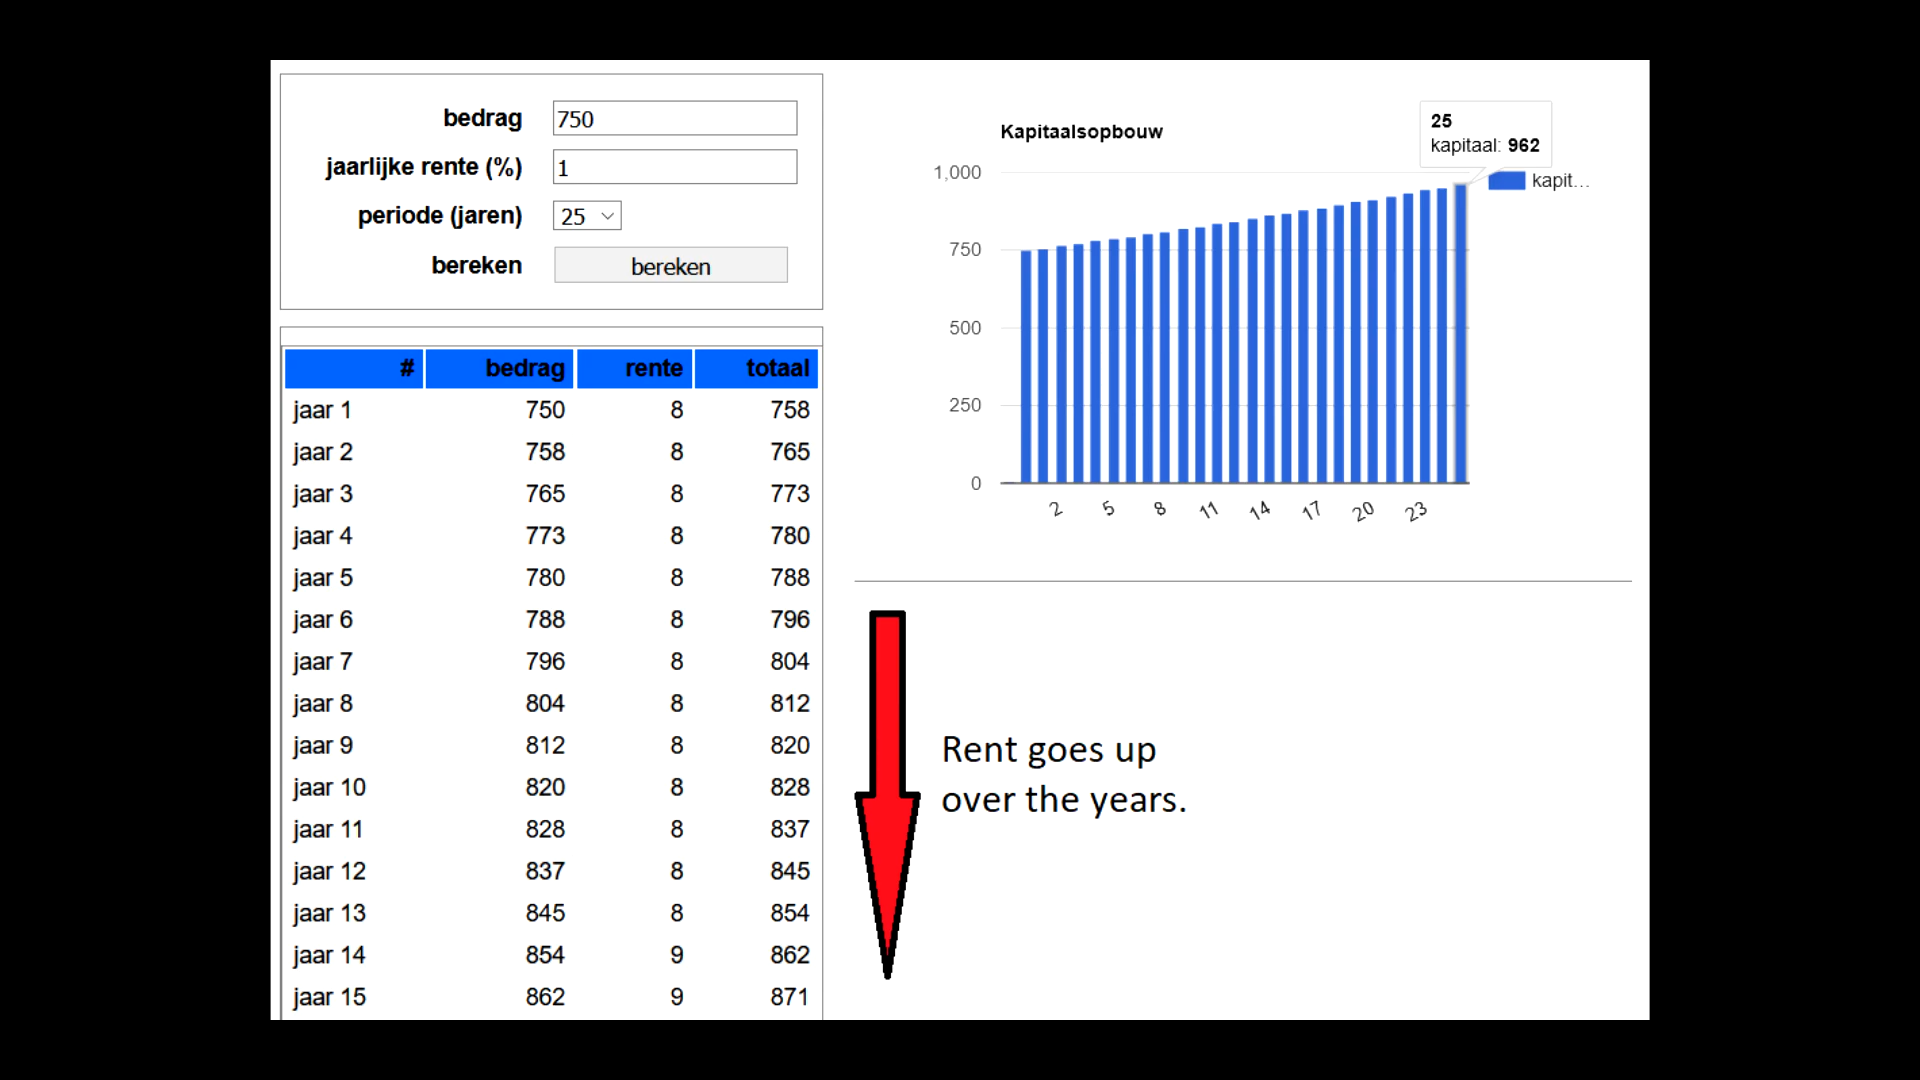 bedrag 750
jaarlijke rente (%) 1
periode (jaren) 25
bereken bereken
# bedrag rente totaal
jaar 1 750 8 758
jaar 2 758 8 765
jaar 3 765 8 773
jaar 4 773 8 780
jaar 5 780 8 788
jaar 6 788 8 796
jaar 7 796 8 804
jaar 8 804 8 812
jaar 9 812 8 820
jaar 10 820 8 828
jaar 11 828 8 837
jaar 12 837 8 845
jaar 13 845 8 854
jaar 14 854 9 862
jaar 15 862 9 871
Kapitaalsopbouw
25
kapitaal: 962
kapit...
1,000
750
500
250
0
2 5 8 11 14 17 20 23
Rent goes up
over the years.